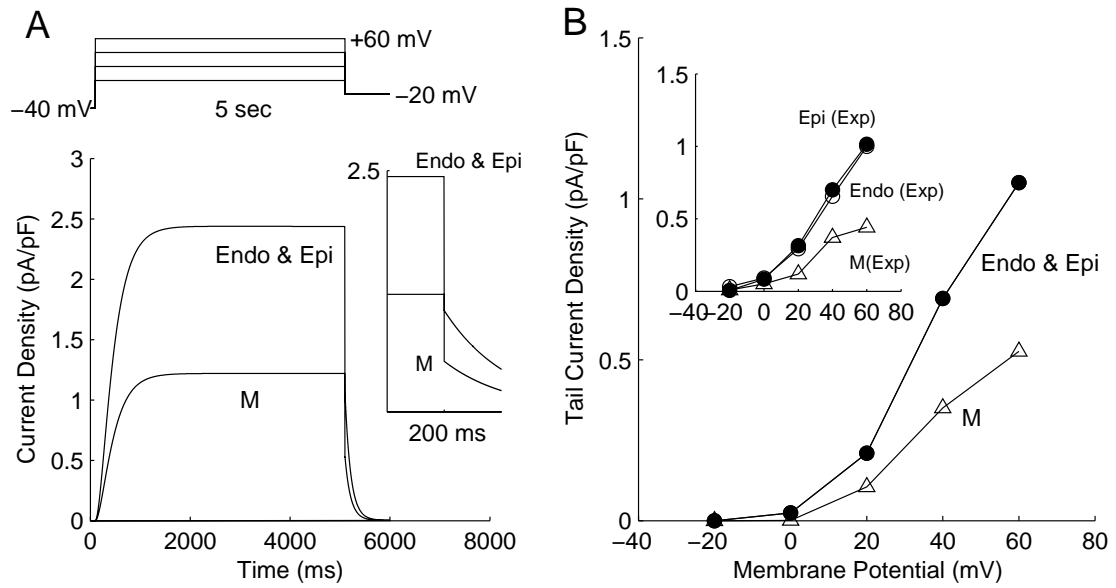 A
+60 mV
−40 mV
5 sec
−20 mV
3
2.5
2
1.5
1
0.5
0
0 2000 4000 6000 8000
Current Density (pA/pF)
Time (ms)
Endo & Epi
M
2.5
Endo & Epi
M
200 ms
B
1.5
1
0.5
0
−40 −20 0 20 40 60 80
Tail Current Density (pA/pF)
Membrane Potential (mV)
Endo & Epi
M
1.5
1
0.5
0
−40 −20 0 20 40 60 80
Epi (Exp)
Endo (Exp)
M(Exp)